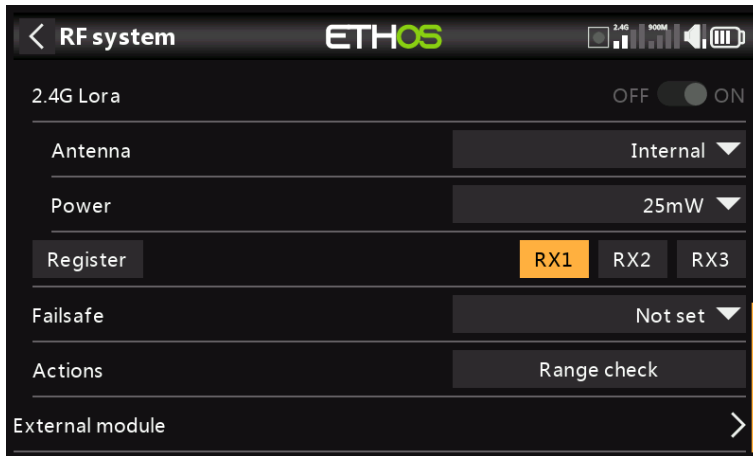 RF system ETHOS 2.4G 900M
2.4G Lora OFF ON
Antenna Internal
Power 25mW
Register RX1 RX2 RX3
Failsafe Not set
Actions Range check
External module